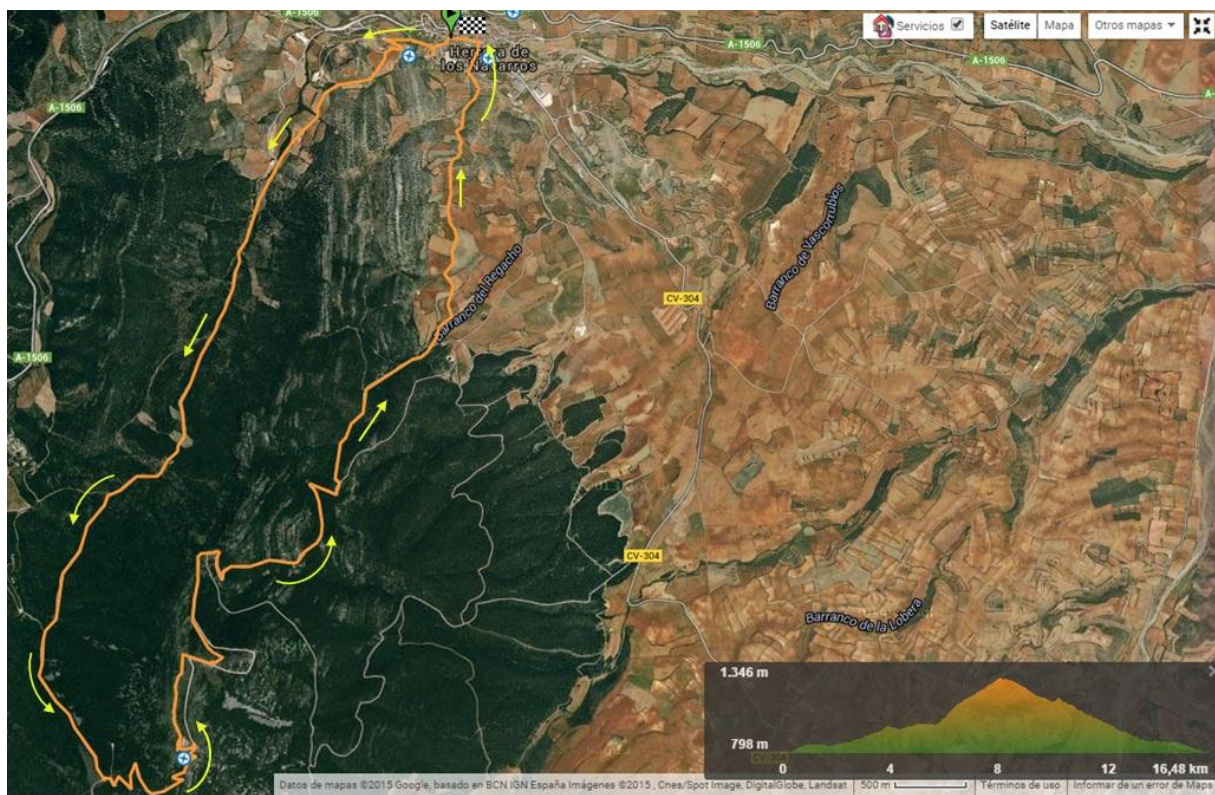 Servicios
Satélite
Mapa
Otros mapas
Herrera de
los Navarros
A-1506
A-1506
A-1506
A-
A-1506
Barranco de Vascorrubios
Barranco del Regacho
CV-304
A-1506
CV-304
Barranco de la Lobera
1.346 m
798 m
0
4
8
12
16,48 km
Datos de mapas ©2015 Google, basado en BCN IGN España Imágenes ©2015 , Cnes/Spot Image, DigitalGlobe, Landsat
500 m
Términos de uso
Informar de un error de Maps